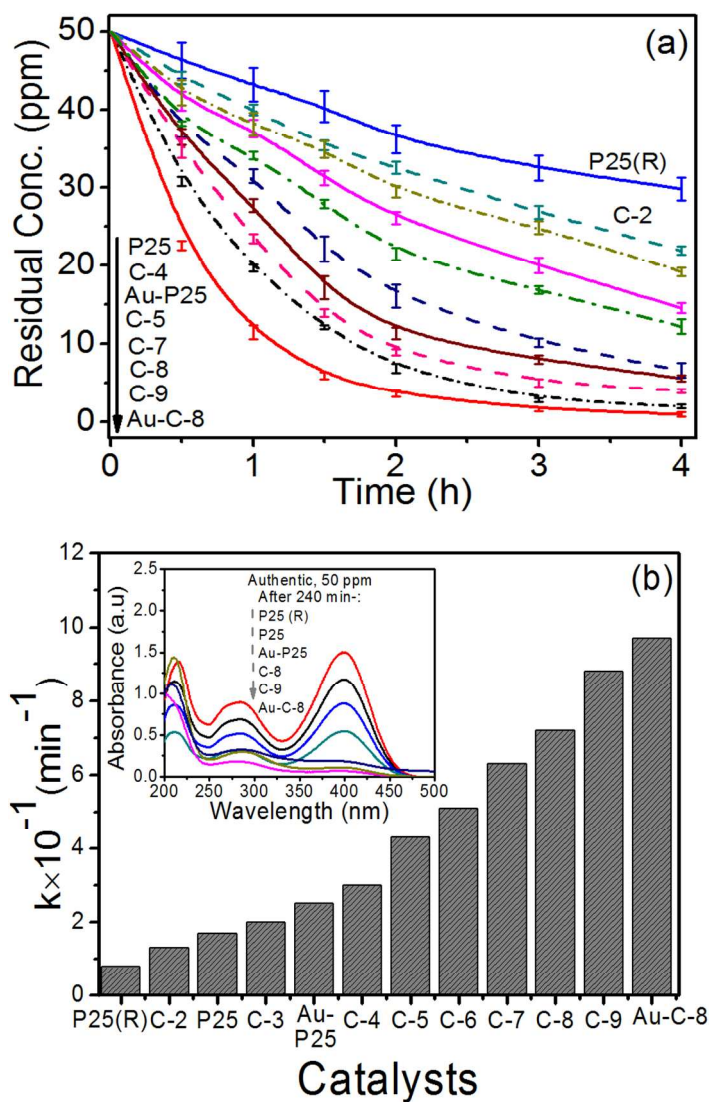 (a)
50
40
30
20
10
0
Residual Conc. (ppm)
P25(R)
C-2
P25
C-4
Au-P25
C-5
C-7
C-8
C-9
Au-C-8
0 1 2 3 4
Time (h)
(b)
12
10
8
6
4
2
0
k×10⁻¹ (min⁻¹)
2.5
2.0
1.5
1.0
0.5
0.0
Absorbance (a.u)
Authentic, 50 ppm
After 240 min-:
P25 (R)
P25
Au-P25
C-8
C-9
Au-C-8
200 250 300 350 400 450 500
Wavelength (nm)
P25(R) C-2 P25 C-3 Au-P25 C-4 C-5 C-6 C-7 C-8 C-9 Au-C-8
Catalysts